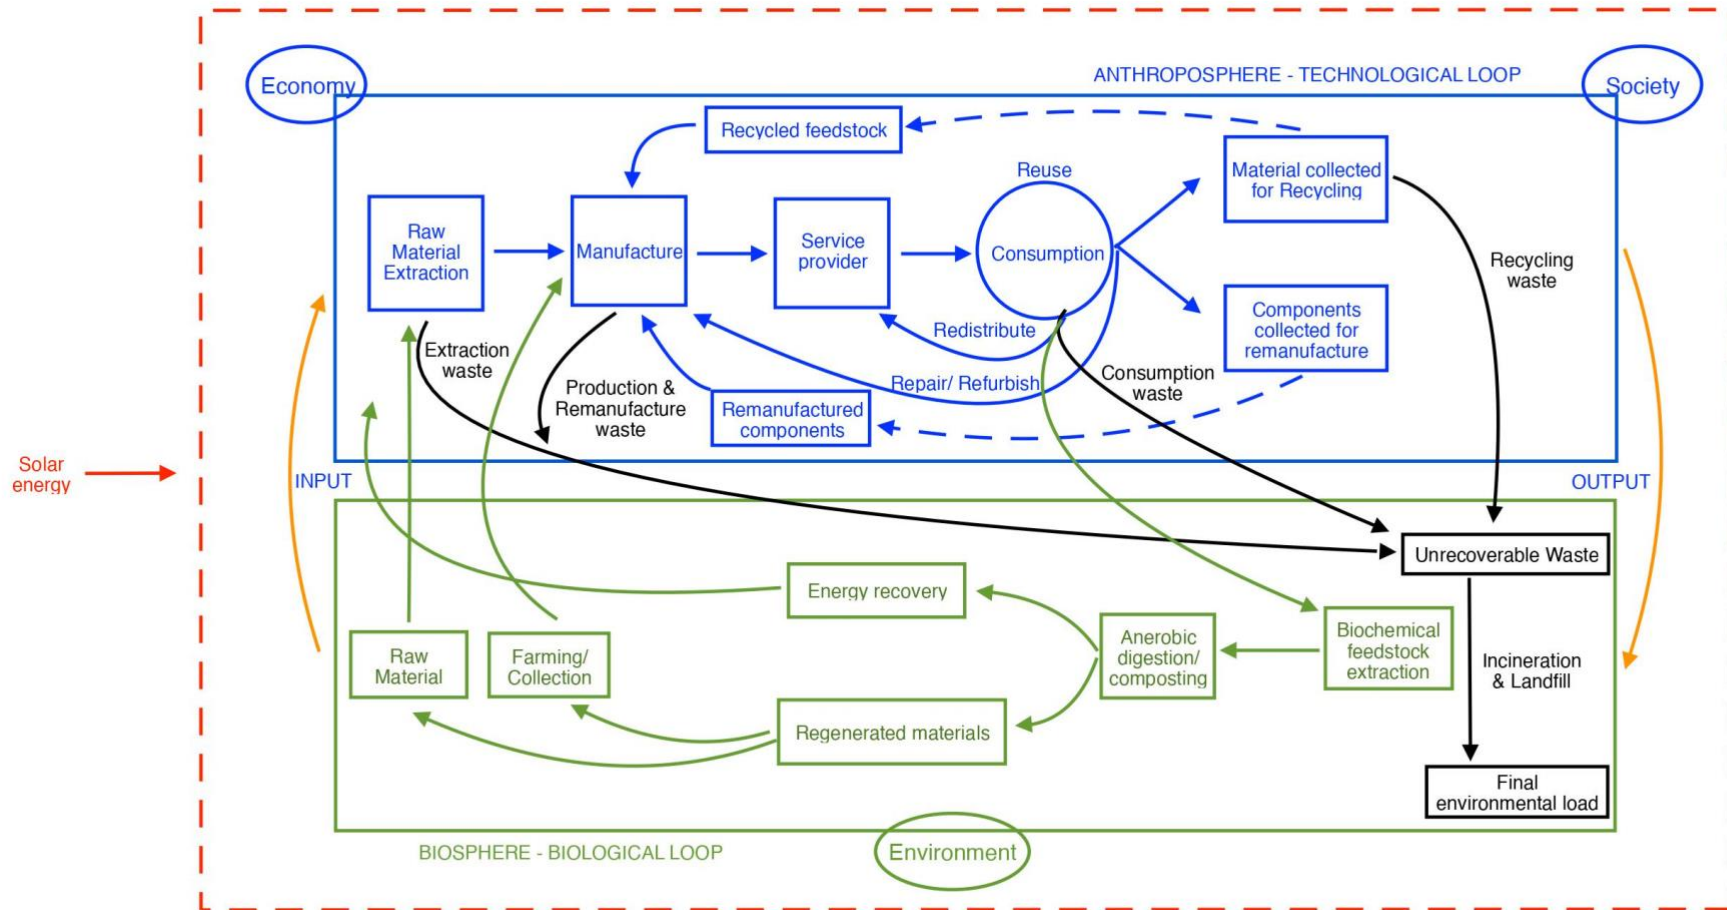 Economy
ANTHROPOSPHERE - TECHNOLOGICAL LOOP
Society
Recycled feedstock
Reuse
Material collected
for Recycling
Raw
Material
Extraction
Manufacture
Service
provider
Consumption
Recycling
waste
Components
collected for
remanufacture
Redistribute
Extraction
waste
Repair/ Refurbish
Consumption
waste
Production &
Remanufacture
waste
Remanufactured
components
Solar
energy
INPUT
OUTPUT
Unrecoverable Waste
Energy recovery
Raw
Material
Farming/
Collection
Anerobic
digestion/
composting
Biochemical
feedstock
extraction
Incineration
& Landfill
Regenerated materials
Final
environmental load
BIOSPHERE - BIOLOGICAL LOOP
Environment